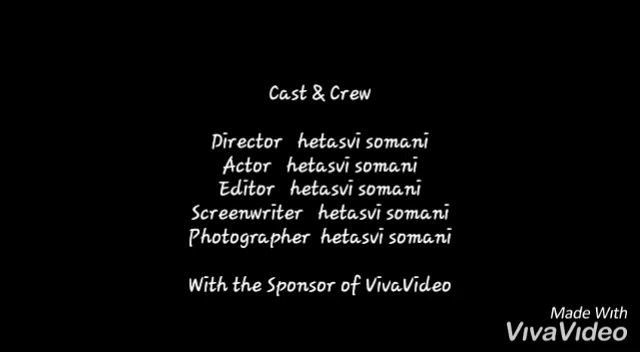 Cast & Crew
Director hetasvi somani
Actor hetasvi somani
Editor hetasvi somani
Screenwriter hetasvi somani
Photographer hetasvi somani
With the Sponsor of VivaVideo
Made With
VivaVideo